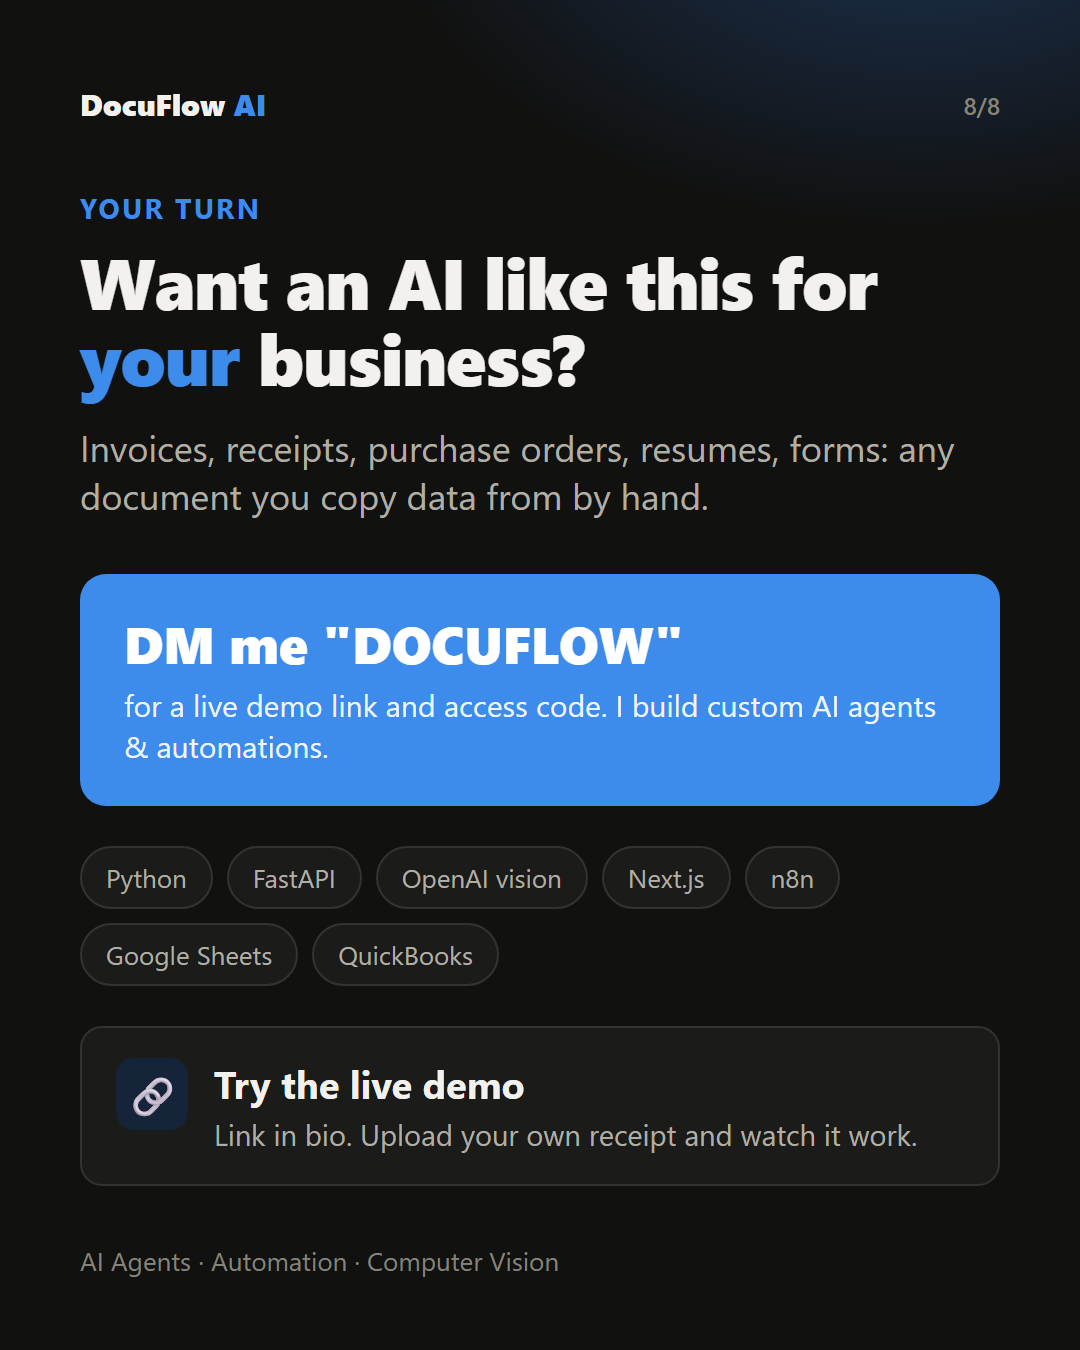 DocuFlow AI
8/8
YOUR TURN
Want an AI like this for
your business?
Invoices, receipts, purchase orders, resumes, forms: any
document you copy data from by hand.
DM me "DOCUFLOW"
for a live demo link and access code. I build custom AI agents
& automations.
Python
FastAPI
OpenAI vision
Next.js
n8n
Google Sheets
QuickBooks
Try the live demo
Link in bio. Upload your own receipt and watch it work.
AI Agents · Automation · Computer Vision